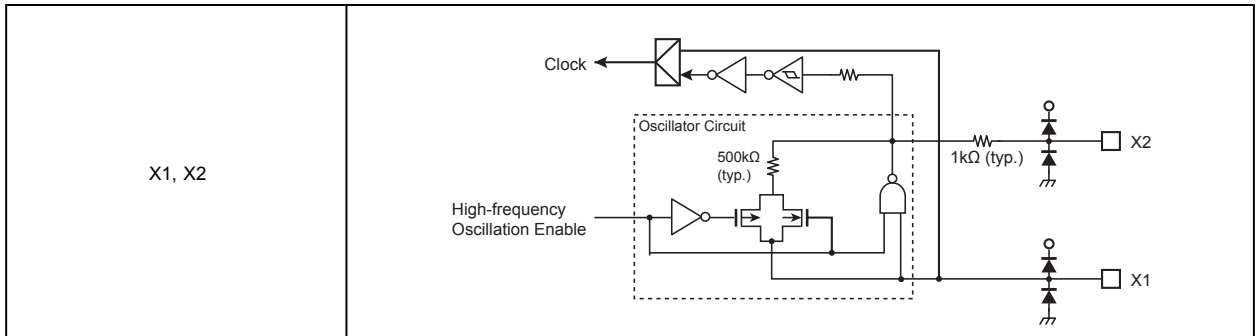 X1, X2
Clock
Oscillator Circuit
500kΩ
(typ.)
1kΩ (typ.)
X2
High-frequency
Oscillation Enable
X1